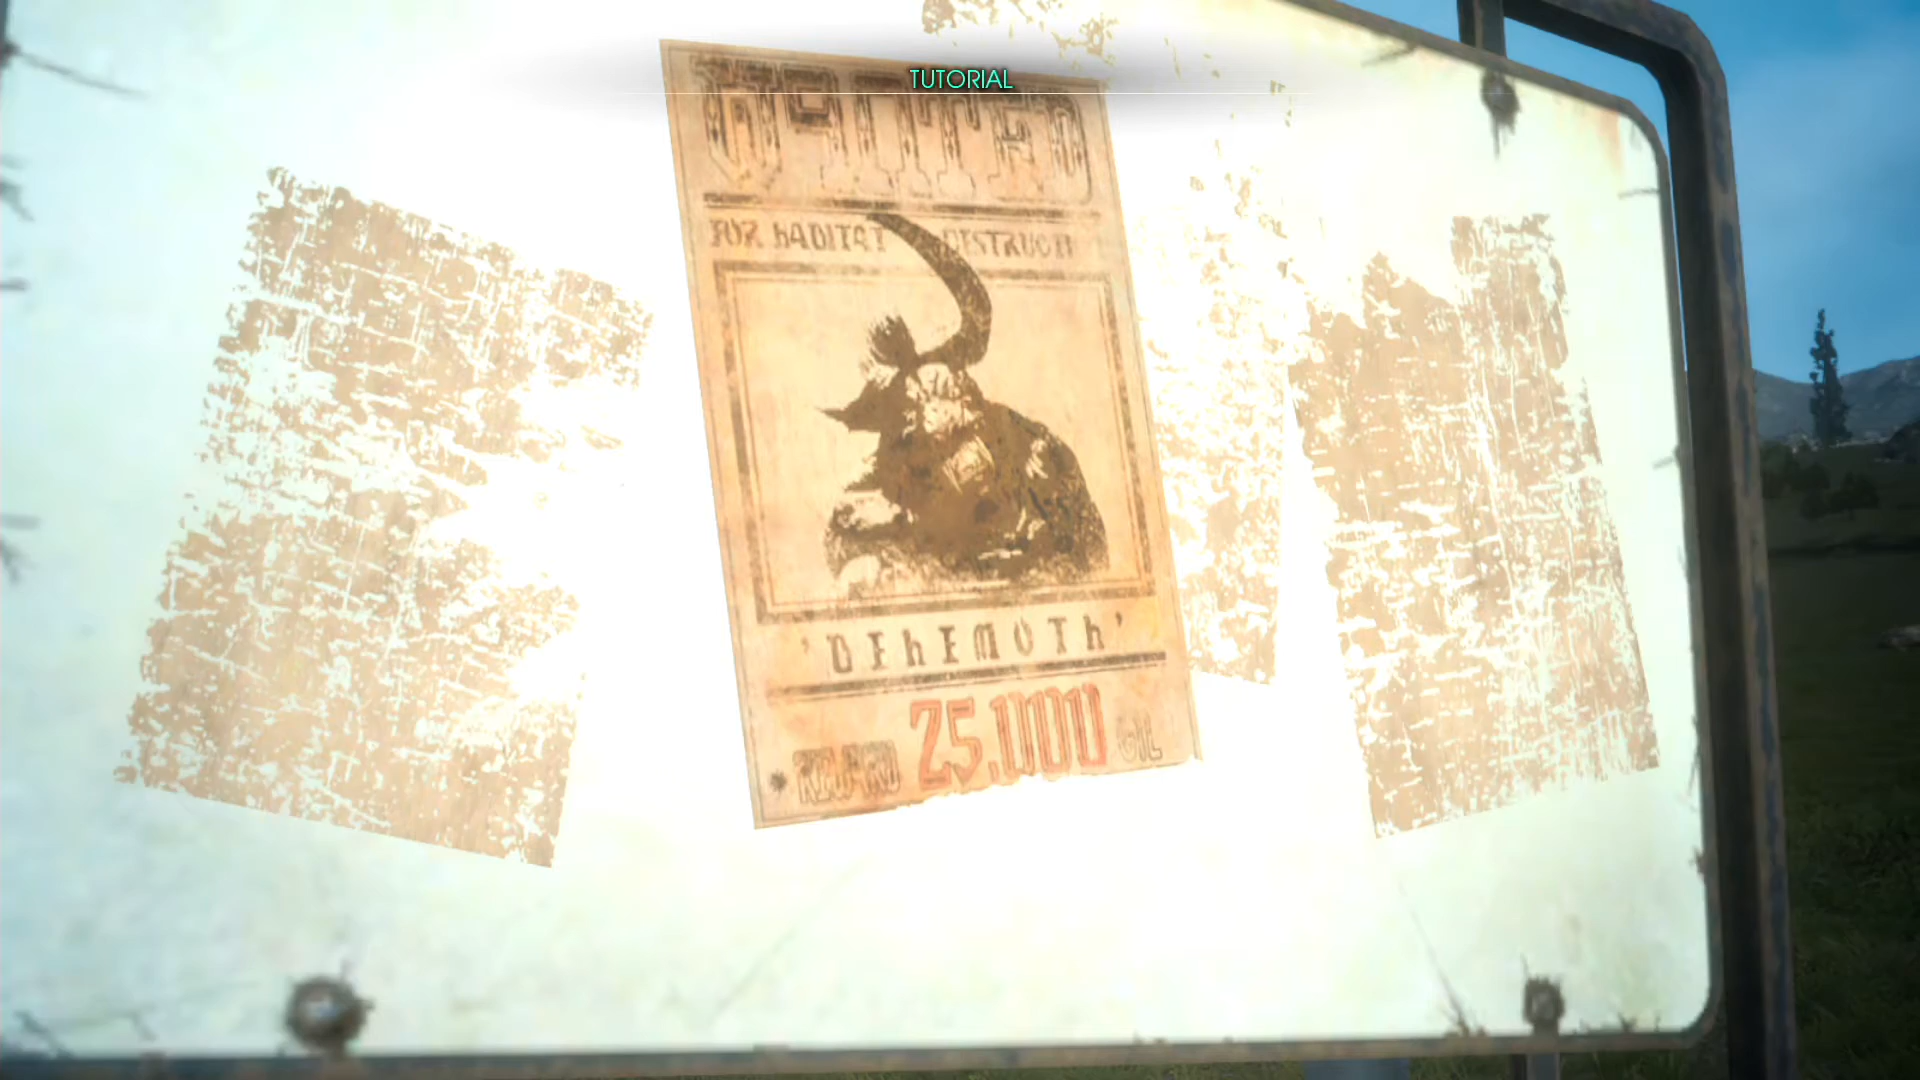 TUTORIAL
WANTED
FOR HABITAT DESTRUCTI
'BEHEMOTH'
REWARD 25,000 GIL